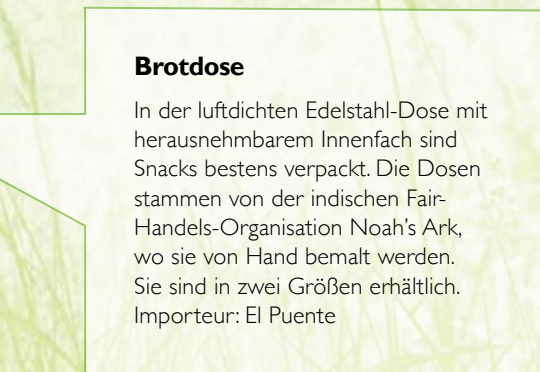 Brotdose
In der luftdichten Edelstahl-Dose mit
herausnehmbarem Innenfach sind
Snacks bestens verpackt. Die Dosen
stammen von der indischen Fair-
Handels-Organisation Noah's Ark,
wo sie von Hand bemalt werden.
Sie sind in zwei Größen erhältlich.
Importeur: El Puente